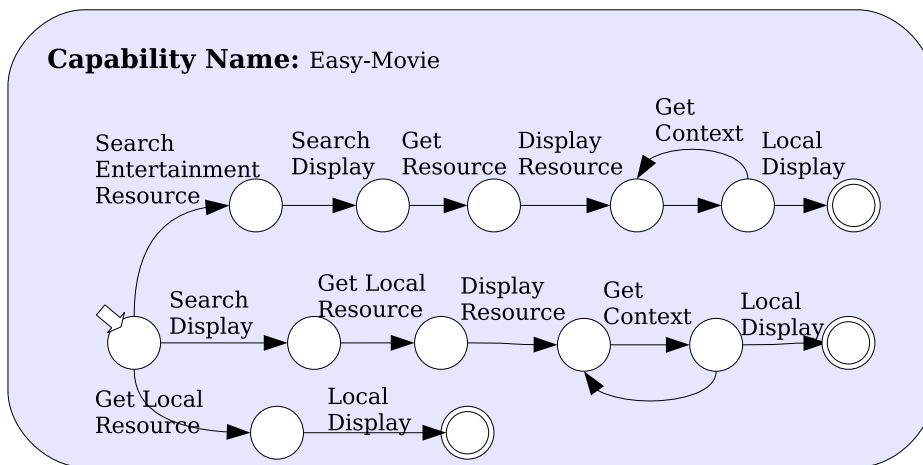 Capability Name: Easy-Movie
Search
Entertainment
Resource
Search
Display
Get
Resource
Display
Resource
Get
Context
Local
Display
Search
Display
Get Local
Resource
Display
Resource
Get
Context
Local
Display
Get Local
Resource
Local
Display